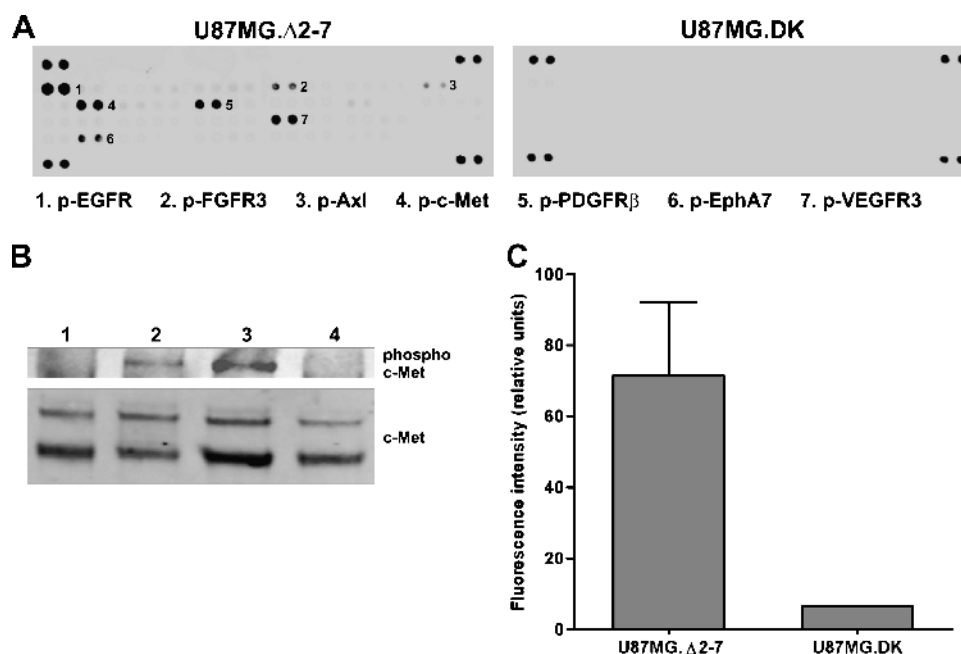 A
U87MG.Δ2-7
U87MG.DK
1
2
3
4
5
6
7
1. p-EGFR 2. p-FGFR3 3. p-Axl 4. p-c-Met 5. p-PDGFRβ 6. p-EphA7 7. p-VEGFR3
B
1 2 3 4
phospho
c-Met
c-Met
C
Fluorescence intensity (relative units)
100
80
60
40
20
0
U87MG.Δ2-7
U87MG.DK